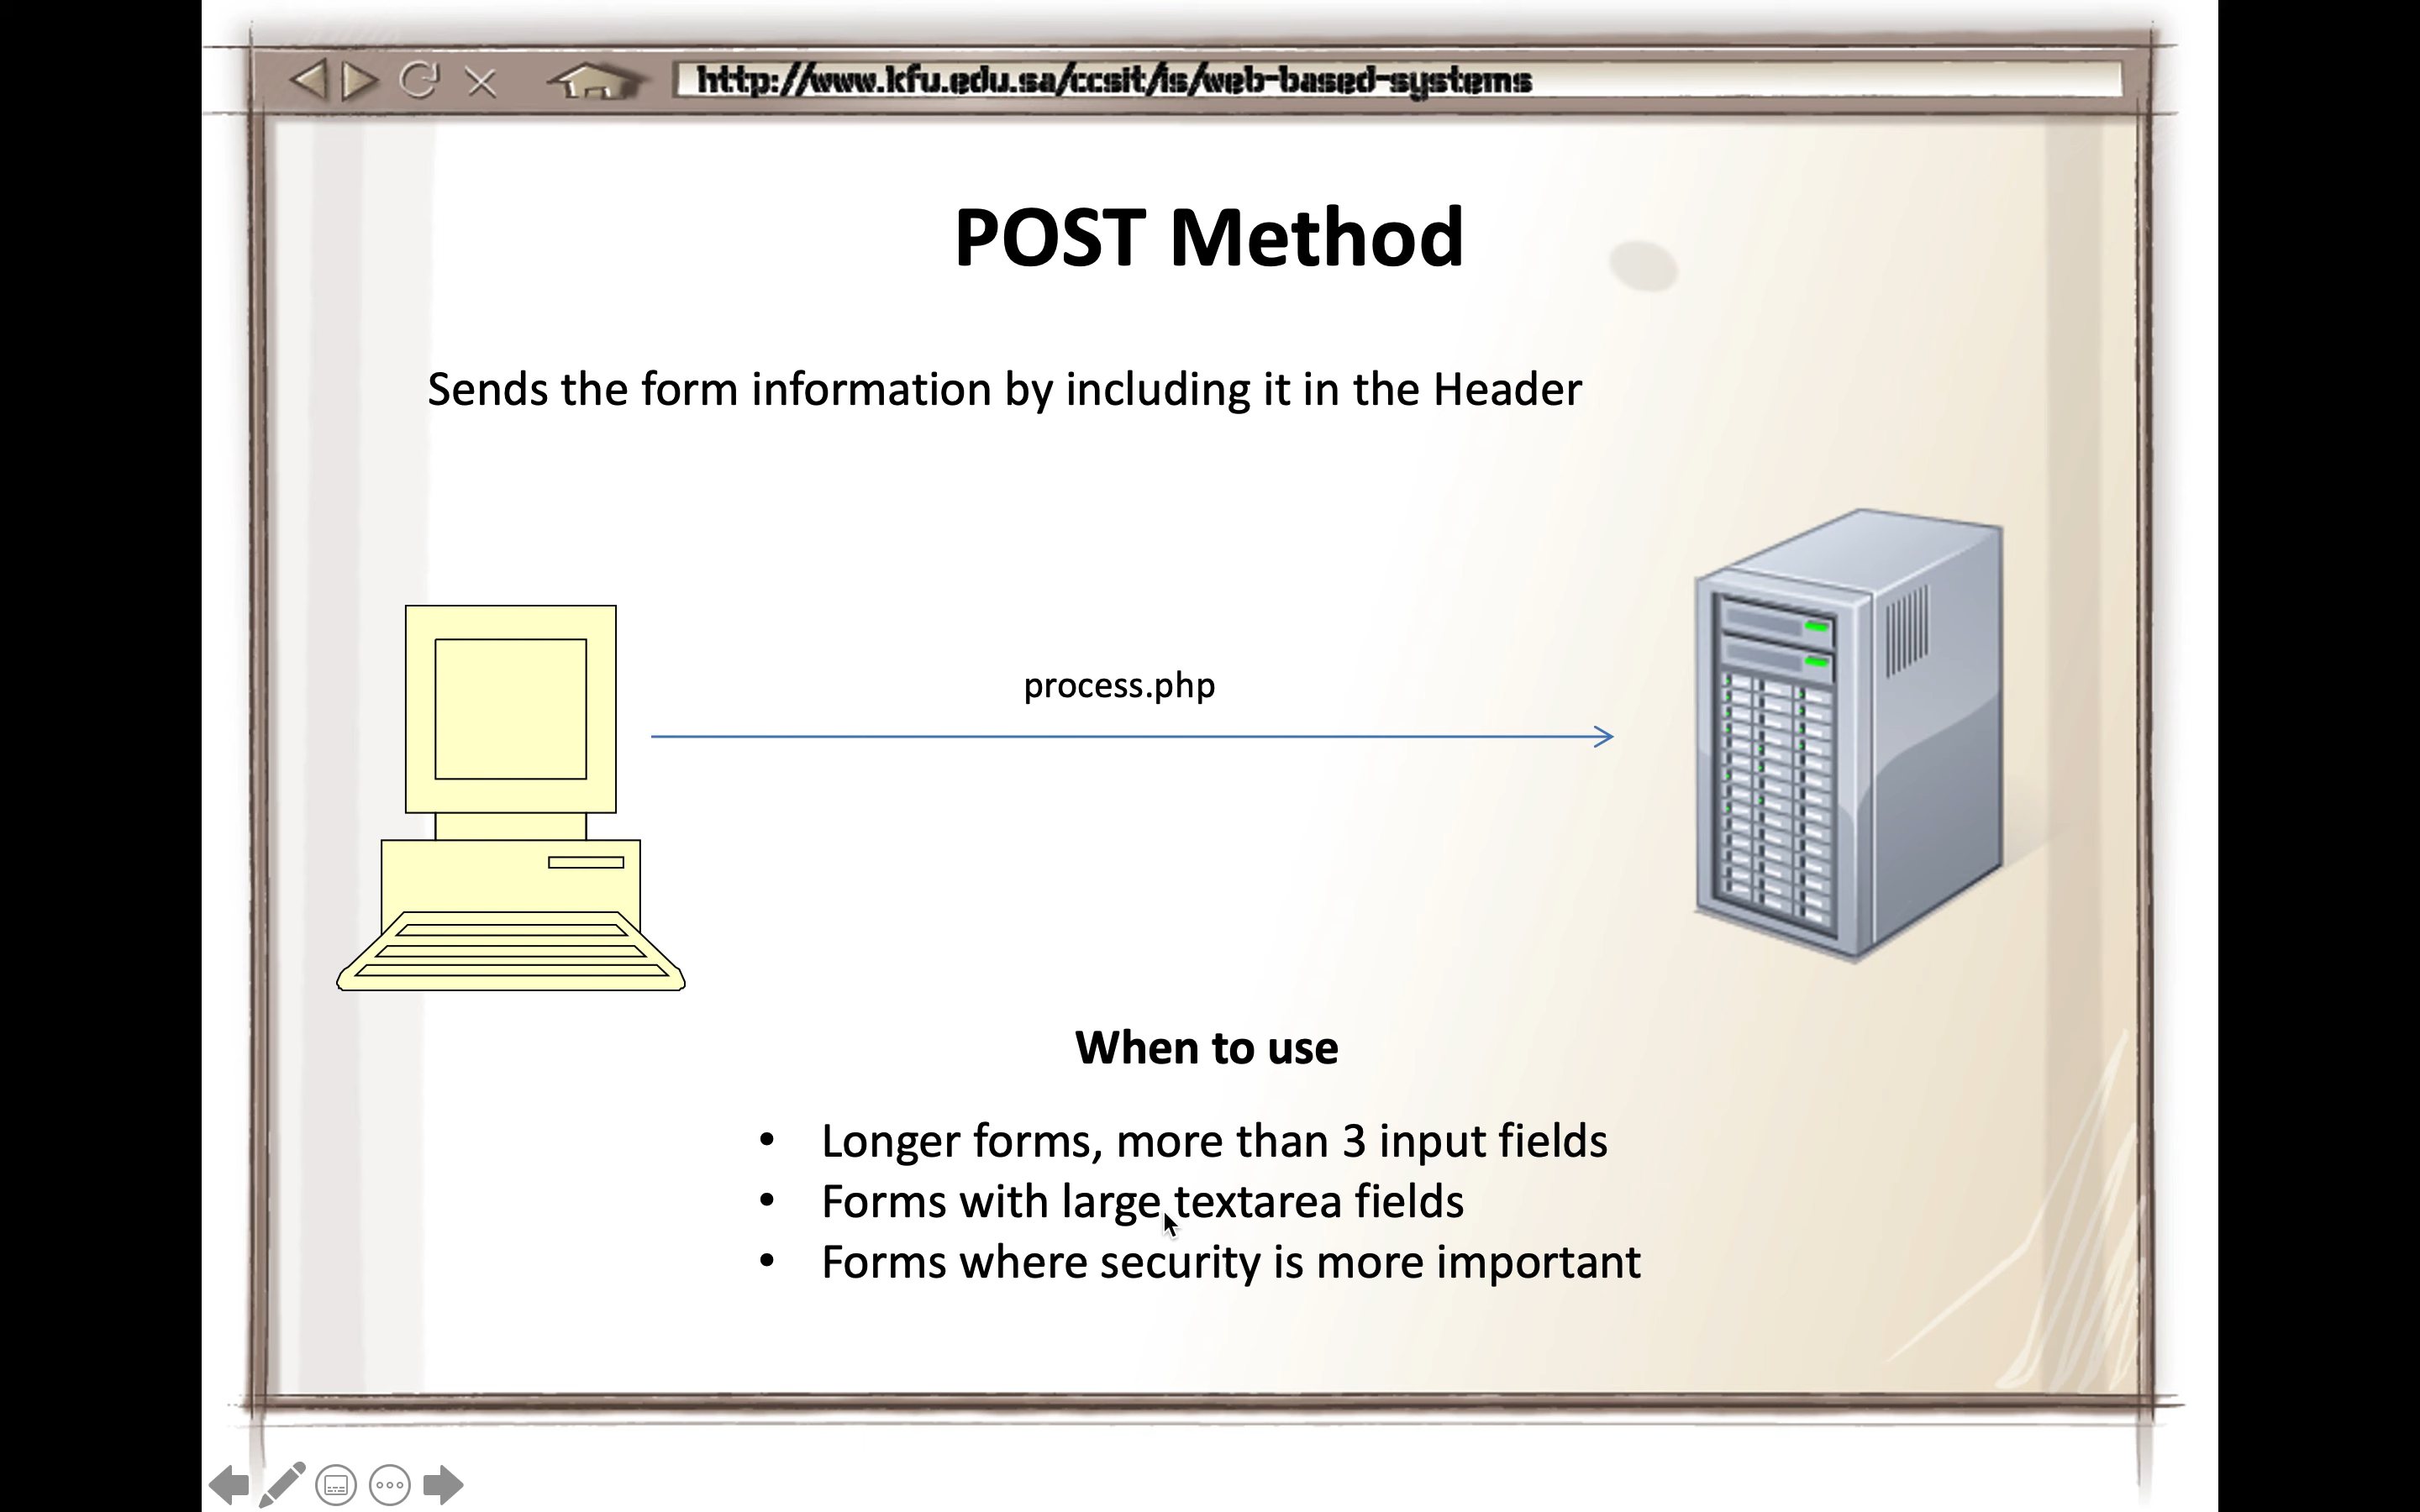 http://www.kfu.edu.sa/ccsit/is/web-based-systems
POST Method
Sends the form information by including it in the Header
process.php
When to use
• Longer forms, more than 3 input fields
• Forms with large textarea fields
• Forms where security is more important